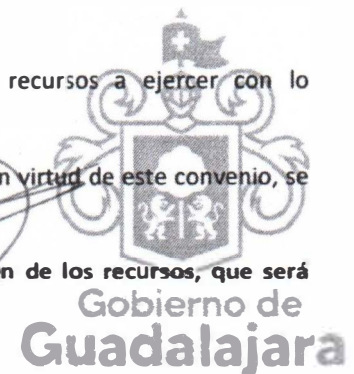 recursos a ejercer con lo
n virtud de este convenio, se
n de los recursos, que será
Gobierno de
Guadalajara